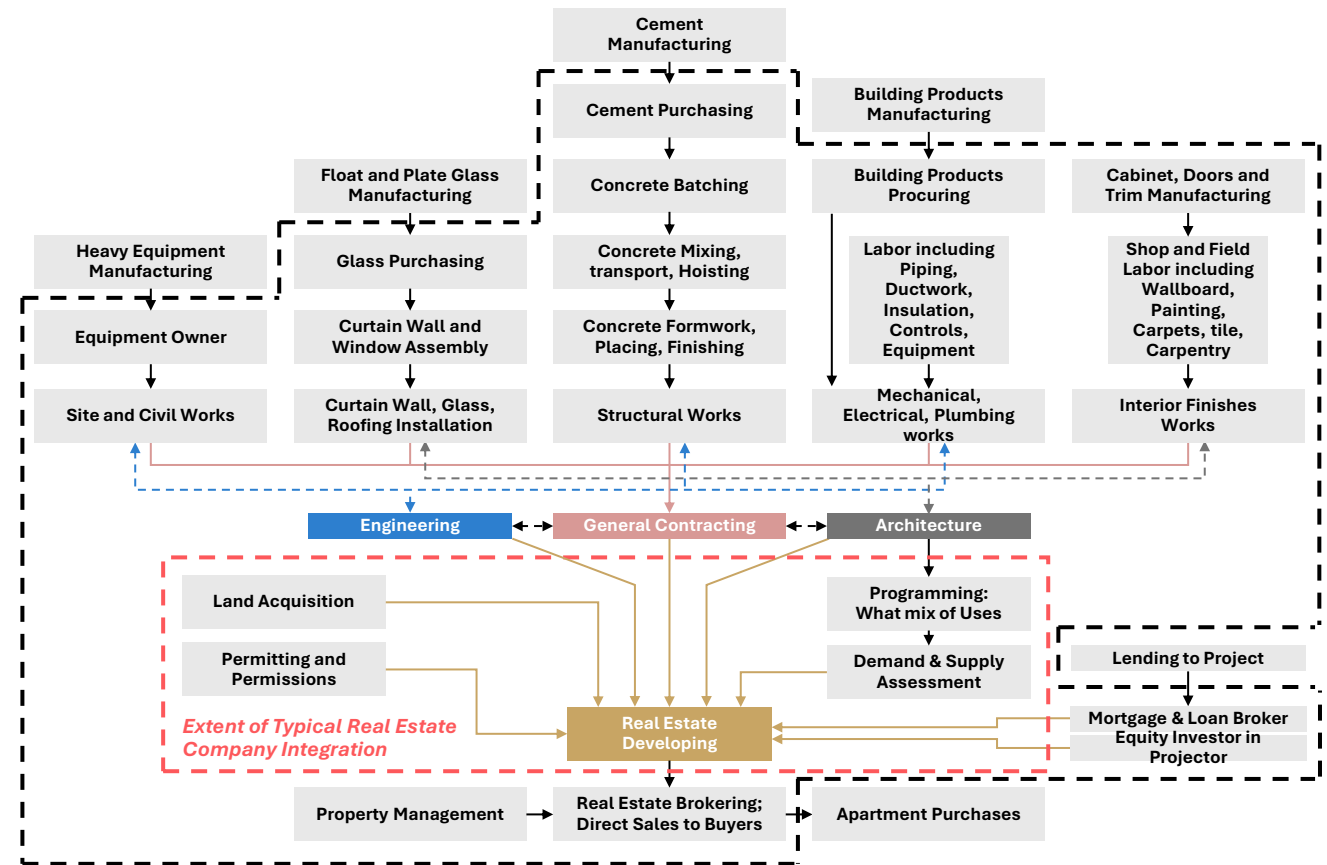 Cement
Manufacturing
Cement Purchasing
Building Products
Manufacturing
Float and Plate Glass
Manufacturing
Concrete Batching
Building Products
Procuring
Cabinet, Doors and
Trim Manufacturing
Heavy Equipment
Manufacturing
Glass Purchasing
Concrete Mixing,
transport, Hoisting
Labor including
Piping,
Ductwork,
Insulation,
Controls,
Equipment
Shop and Field
Labor including
Wallboard,
Painting,
Carpets, tile,
Carpentry
Equipment Owner
Curtain Wall and
Window Assembly
Concrete Formwork,
Placing, Finishing
Site and Civil Works
Curtain Wall, Glass,
Roofing Installation
Structural Works
Mechanical,
Electrical, Plumbing
works
Interior Finishes
Works
Engineering
General Contracting
Architecture
Land Acquisition
Programming:
What mix of Uses
Permitting and
Permissions
Demand & Supply
Assessment
Lending to Project
Extent of Typical Real Estate
Company Integration
Real Estate
Developing
Mortgage & Loan Broker
Equity Investor in
Projector
Property Management
Real Estate Brokering;
Direct Sales to Buyers
Apartment Purchases